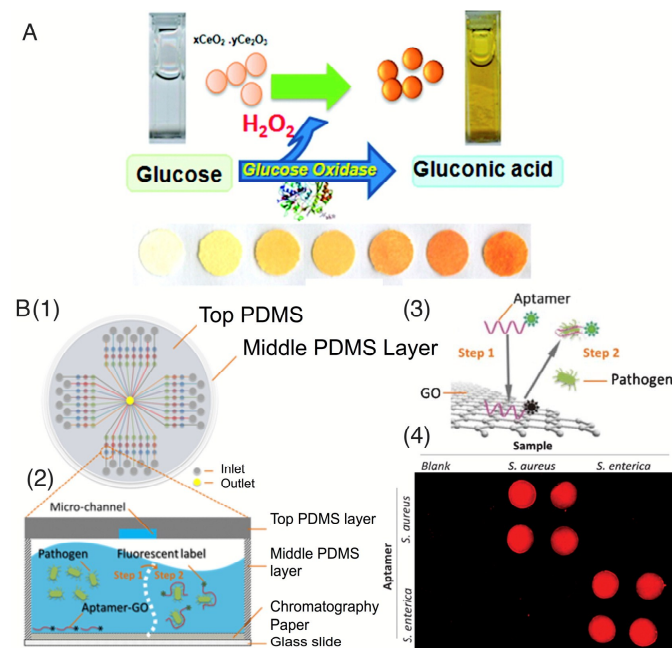 A
xCeO₂ .yCe₂O₃
H₂O₂
Glucose
Glucose Oxidase
Gluconic acid
B(1)
Top PDMS
Middle PDMS Layer
Inlet
Outlet
(2)
Micro-channel
Top PDMS layer
Pathogen
Fluorescent label
Step 1
Step 2
Middle PDMS
layer
Aptamer-GO
Chromatography
Paper
Glass slide
(3)
Aptamer
Step 1
Step 2
Pathogen
GO
(4)
Sample
Blank
S. aureus
S. enterica
Aptamer
S. aureus
S. enterica